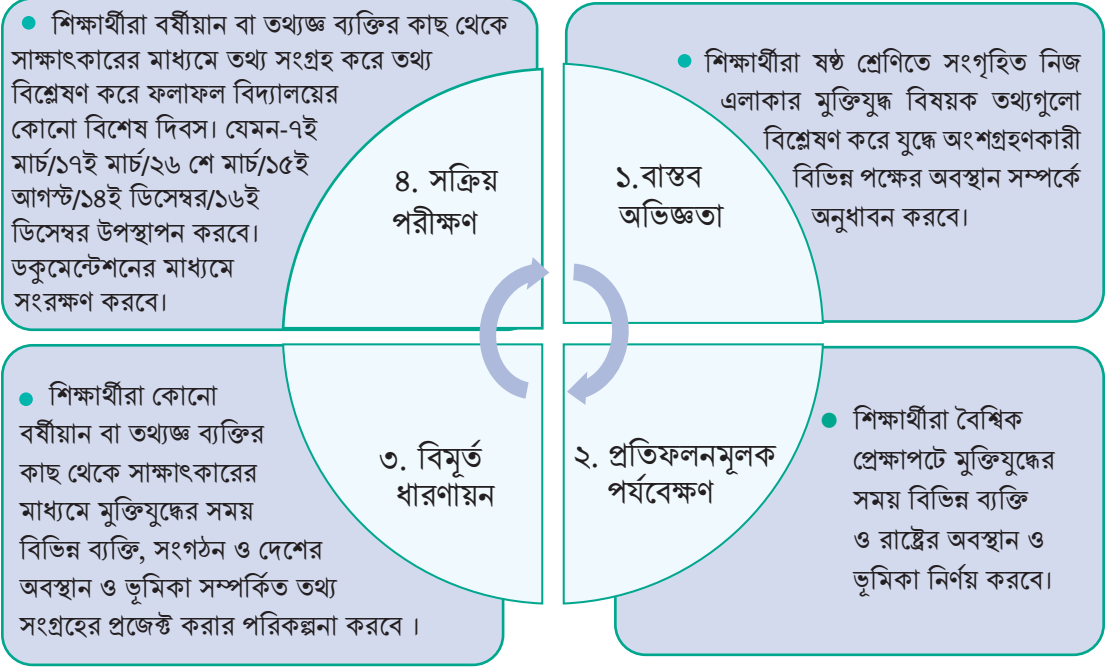 • শিক্ষার্থীরা বর্ষীয়ান বা তথ্যজ্ঞ ব্যক্তির কাছ থেকে
সাক্ষাৎকারের মাধ্যমে তথ্য সংগ্রহ করে তথ্য
বিশ্লেষণ করে ফলাফল বিদ্যালয়ের
কোনো বিশেষ দিবস। যেমন-৭ই
মার্চ/১৭ই মার্চ/২৬ শে মার্চ/১৫ই
আগস্ট/১৪ই ডিসেম্বর/১৬ই
ডিসেম্বর উপস্থাপন করবে।
ডকুমেন্টেশনের মাধ্যমে
সংরক্ষণ করবে।
৪. সক্রিয়
পরীক্ষণ
১.বাস্তব
অভিজ্ঞতা
• শিক্ষার্থীরা ষষ্ঠ শ্রেণিতে সংগৃহিত নিজ
এলাকার মুক্তিযুদ্ধ বিষয়ক তথ্যগুলো
বিশ্লেষণ করে যুদ্ধে অংশগ্রহণকারী
বিভিন্ন পক্ষের অবস্থান সম্পর্কে
অনুধাবন করবে।
• শিক্ষার্থীরা কোনো
বর্ষীয়ান বা তথ্যজ্ঞ ব্যক্তির
কাছ থেকে সাক্ষাৎকারের
মাধ্যমে মুক্তিযুদ্ধের সময়
বিভিন্ন ব্যক্তি, সংগঠন ও দেশের
অবস্থান ও ভূমিকা সম্পর্কিত তথ্য
সংগ্রহের প্রজেক্ট করার পরিকল্পনা করবে ।
৩. বিমূর্ত
ধারণায়ন
২. প্রতিফলনমূলক
পর্যবেক্ষণ
• শিক্ষার্থীরা বৈশ্বিক
প্রেক্ষাপটে মুক্তিযুদ্ধের
সময় বিভিন্ন ব্যক্তি
ও রাষ্ট্রের অবস্থান ও
ভূমিকা নির্ণয় করবে।